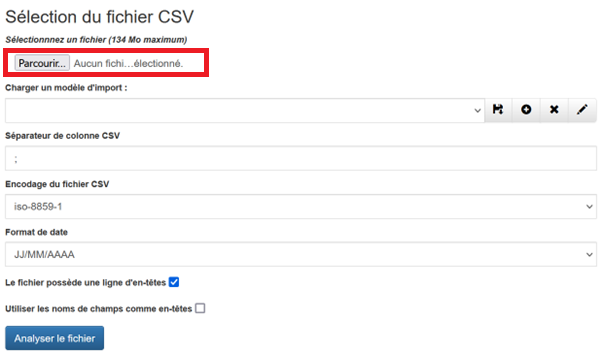 Sélection du fichier CSV
Sélectionnnez un fichier (134 Mo maximum)
Parcourir... Aucun fichi…électionné.
Charger un modèle d'import :
Séparateur de colonne CSV
;
Encodage du fichier CSV
iso-8859-1
Format de date
JJ/MM/AAAA
Le fichier possède une ligne d'en-têtes
Utiliser les noms de champs comme en-têtes
Analyser le fichier